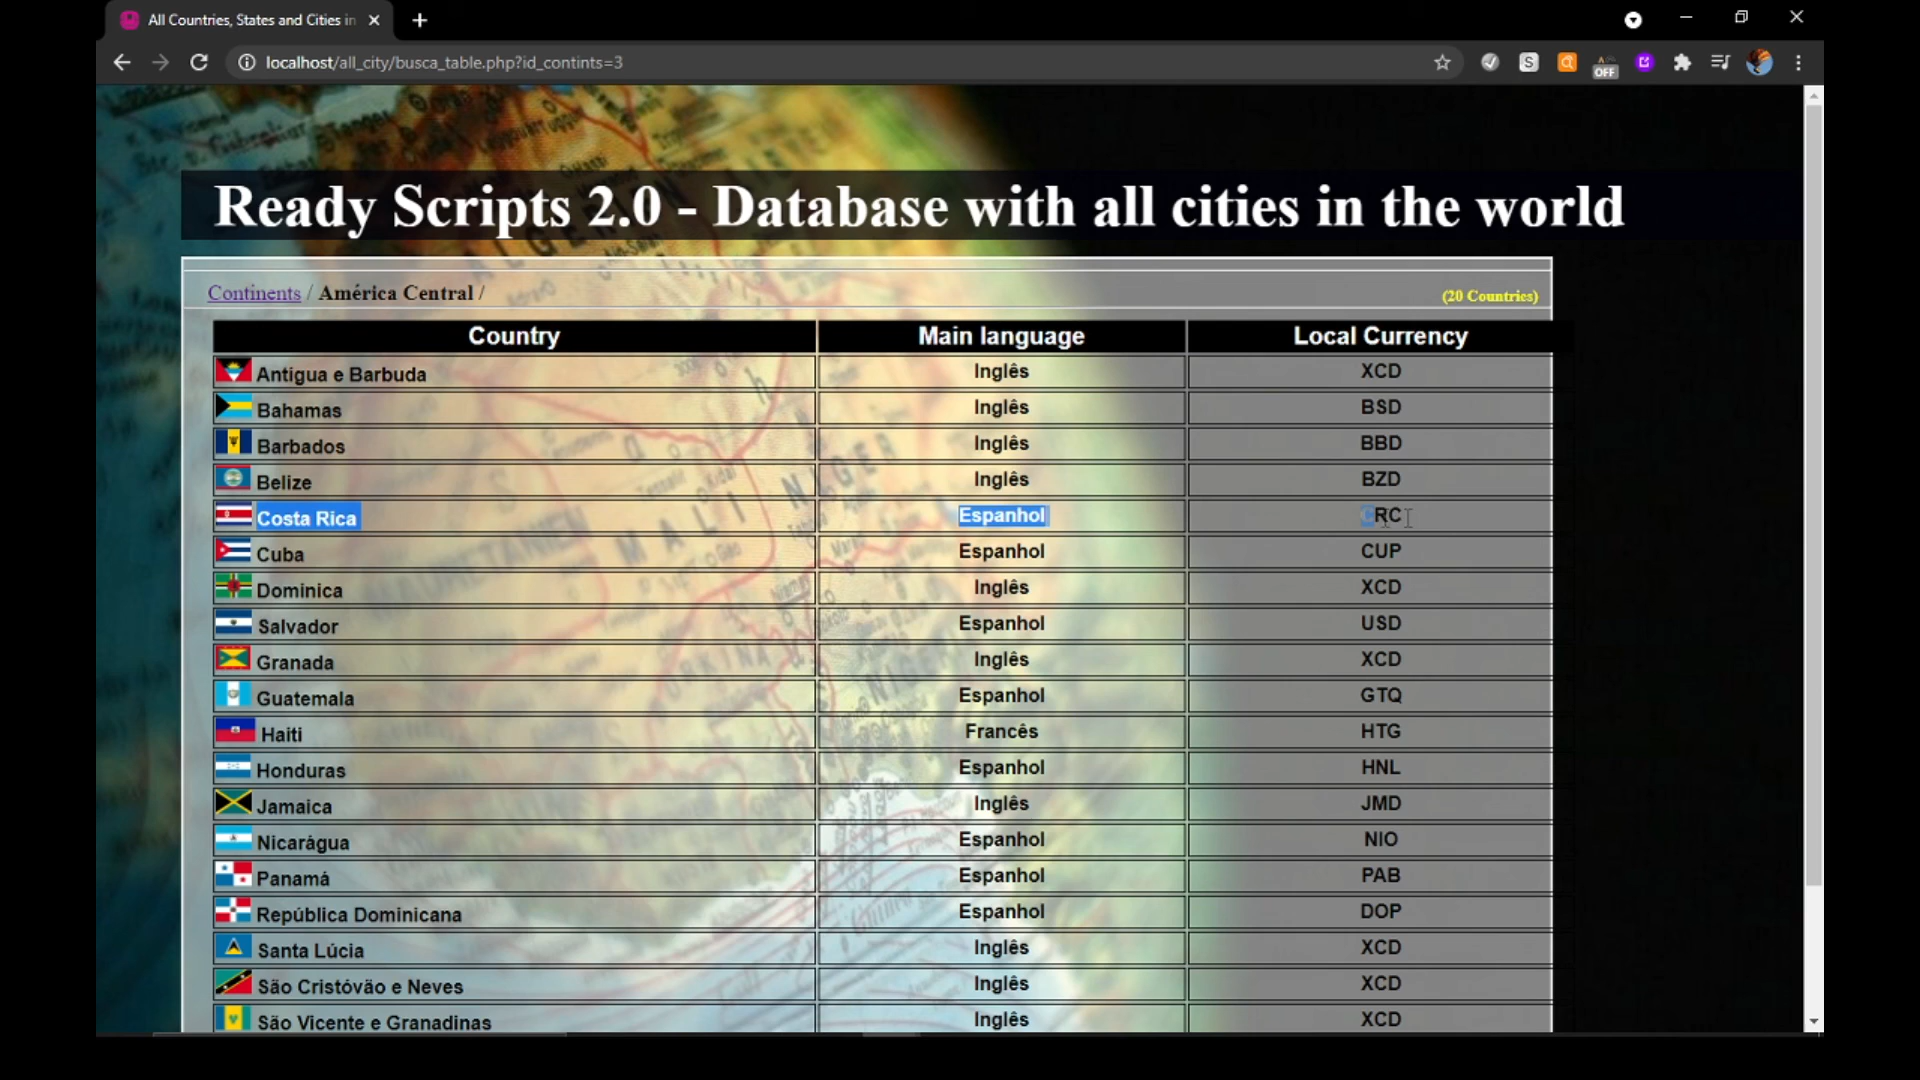 All Countries, States and Cities in
localhost/all_city/busca_table.php?id_contints=3
OFF
Ready Scripts 2.0 - Database with all cities in the world
Continents / América Central /
(20 Countries)
Country Main language Local Currency
Antigua e Barbuda Inglês XCD
Bahamas Inglês BSD
Barbados Inglês BBD
Belize Inglês BZD
Costa Rica Espanhol CRC
Cuba Espanhol CUP
Dominica Inglês XCD
Salvador Espanhol USD
Granada Inglês XCD
Guatemala Espanhol GTQ
Haiti Francês HTG
Honduras Espanhol HNL
Jamaica Inglês JMD
Nicarágua Espanhol NIO
Panamá Espanhol PAB
República Dominicana Espanhol DOP
Santa Lúcia Inglês XCD
São Cristóvão e Neves Inglês XCD
São Vicente e Granadinas Inglês XCD
ALGER
MALI
NIGER